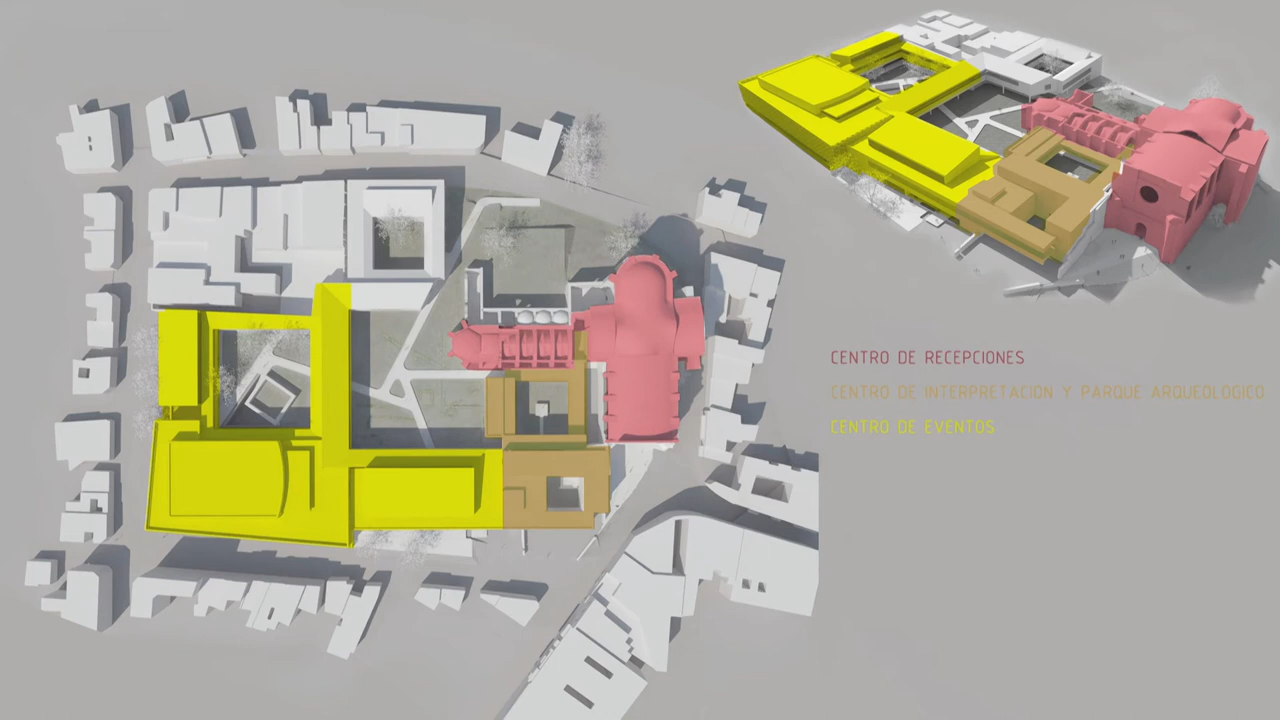 CENTRO DE RECEPCIONES
CENTRO DE INTERPRETACION Y PARQUE ARQUEOLOGICO
CENTRO DE EVENTOS